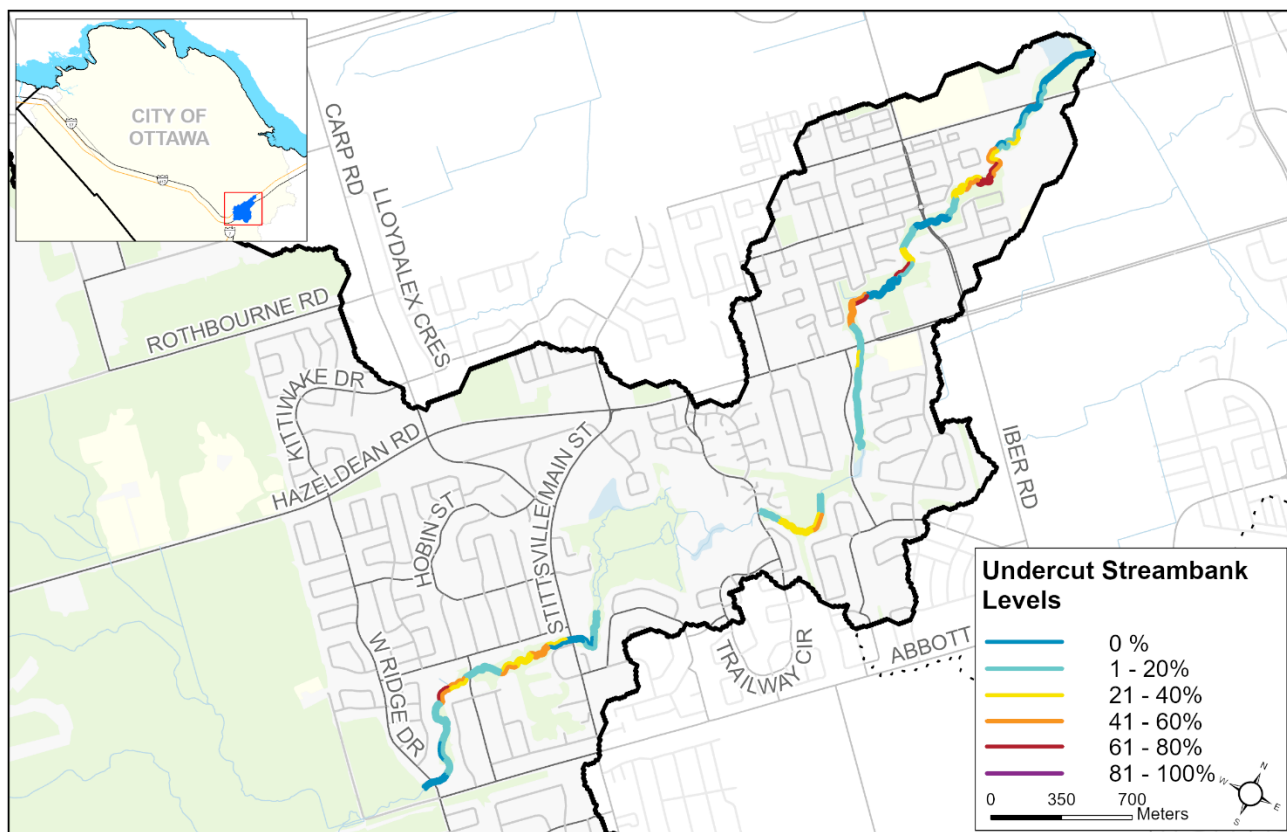 CITY OF
OTTAWA
CARP RD
LLOYDALEX CRES
ROTHBOURNE RD
KITTIWAKE DR
HAZELDEAN RD
HOBIN ST
STITTSVILLEMAIN ST
W RIDGE DR
TRAILWAY CIR
ABBOTT
IBER RD
Undercut Streambank
Levels
0 %
1 - 20%
21 - 40%
41 - 60%
61 - 80%
81 - 100%
0 350 700
Meters
N
W
E
S